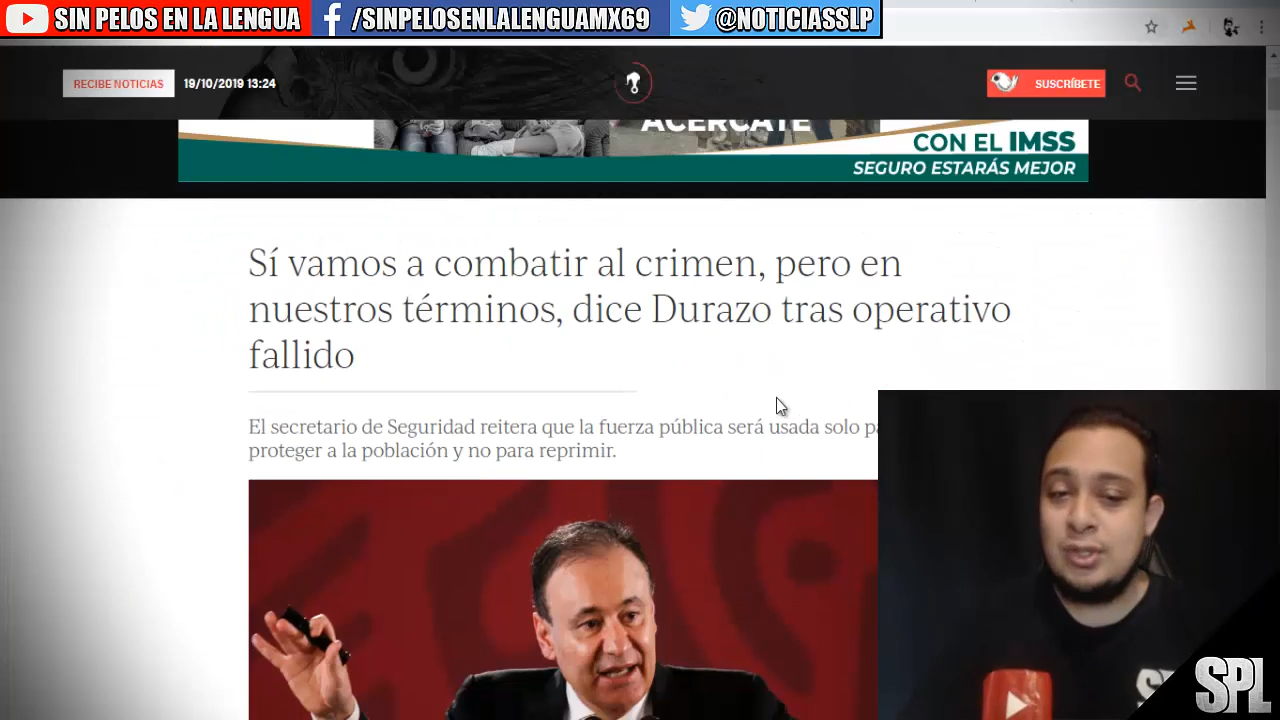 SIN PELOS EN LA LENGUA
/SINPELOSENLALENGUAMX69
@NOTICIASSLP
RECIBE NOTICIAS
19/10/2019 13:24
SUSCRÍBETE
ACÉRCATE
CON EL IMSS
SEGURO ESTARÁS MEJOR
Sí vamos a combatir al crimen, pero en
nuestros términos, dice Durazo tras operativo
fallido
El secretario de Seguridad reitera que la fuerza pública será usada solo
proteger a la población y no para reprimir.
SPL